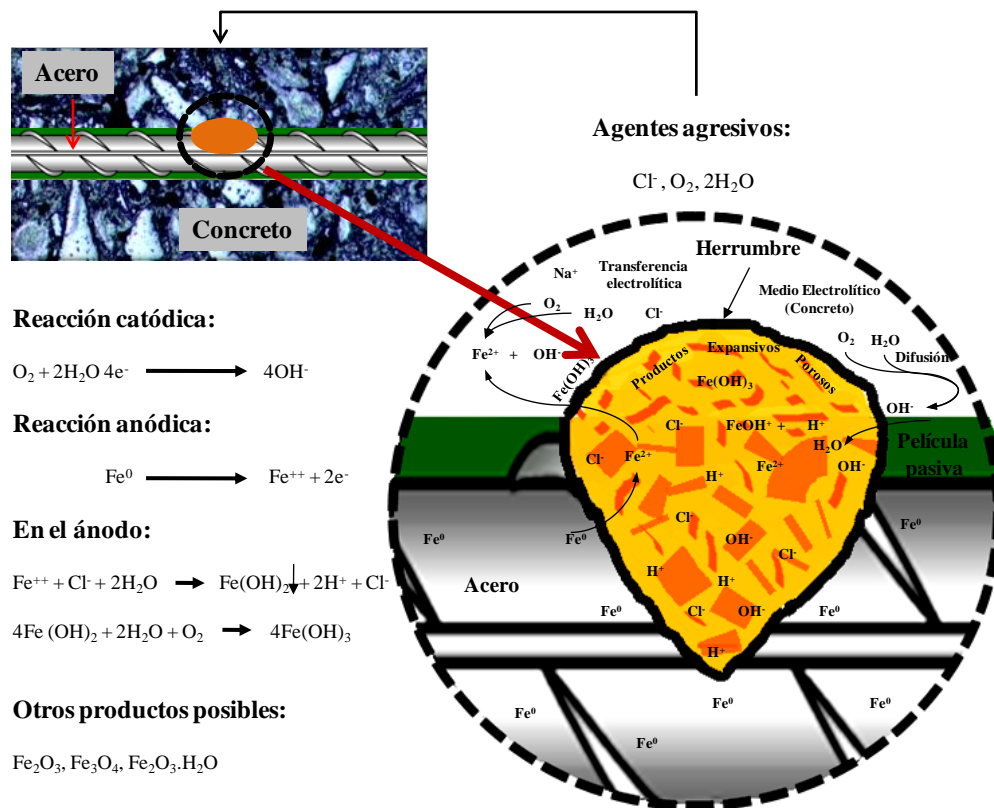 Acero
Concreto
Agentes agresivos:
Cl⁻, O₂, 2H₂O
Reacción catódica:
O₂ + 2H₂O 4e⁻ → 4OH⁻
Reacción anódica:
Fe⁰ → Fe⁺⁺ + 2e⁻
En el ánodo:
Fe⁺⁺ + Cl⁻ + 2H₂O → Fe(OH)₂↓ + 2H⁺ + Cl⁻
4Fe (OH)₂ + 2H₂O + O₂ → 4Fe(OH)₃
Otros productos posibles:
Fe₂O₃, Fe₃O₄, Fe₂O₃.H₂O
Herrumbre
Na⁺
Transferencia
electrolítica
Medio Electrolítico
(Concreto)
O₂
H₂O
Cl⁻
O₂
H₂O
Difusión
Fe²⁺ + OH⁻
Fe(OH)₃
Productos
Expansivos
Porosos
Fe(OH)₃
OH⁻
Cl⁻
FeOH⁺ +
H⁺
H₂O
Película
pasiva
Cl⁻
Fe²⁺
H⁺
Fe²⁺
OH⁻
Cl⁻
Fe⁰
Fe⁰
OH⁻
Cl⁻
Fe⁰
Acero
H⁺
H⁺
Fe⁰
Cl⁻
OH⁻
Fe⁰
H⁺
Fe⁰
Fe⁰
Fe⁰
Fe⁰